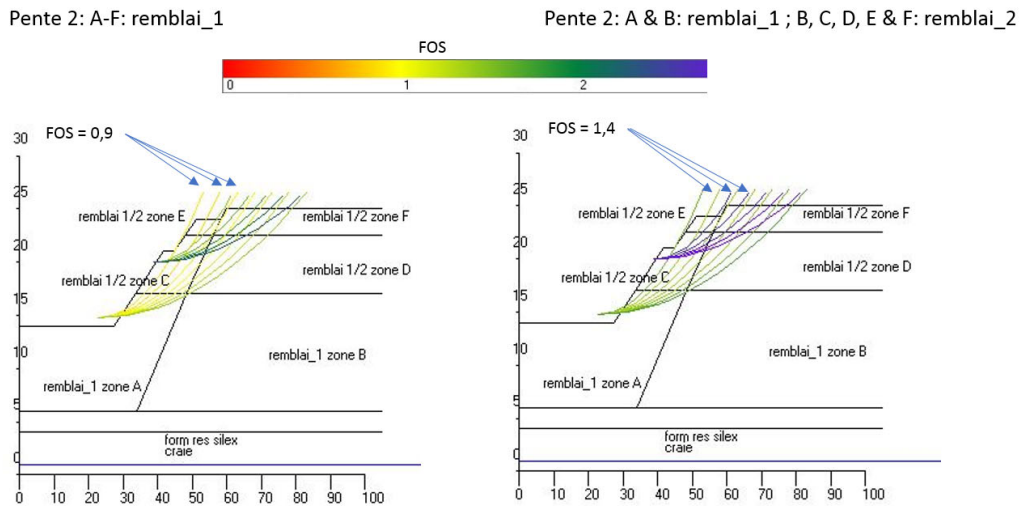 Pente 2: A-F: remblai_1
Pente 2: A & B: remblai_1 ; B, C, D, E & F: remblai_2
FOS
0 1 2
FOS = 0,9
30
25
20
15
10
5
0
remblai 1/2 zone E
remblai 1/2 zone F
remblai 1/2 zone C
remblai 1/2 zone D
remblai_1 zone B
remblai_1 zone A
form res silex
craie
0 10 20 30 40 50 60 70 80 90 100
FOS = 1,4
30
25
20
15
10
5
0
remblai 1/2 zone E
remblai 1/2 zone F
remblai 1/2 zone C
remblai 1/2 zone D
remblai_1 zone B
remblai_1 zone A
form res silex
craie
0 10 20 30 40 50 60 70 80 90 100